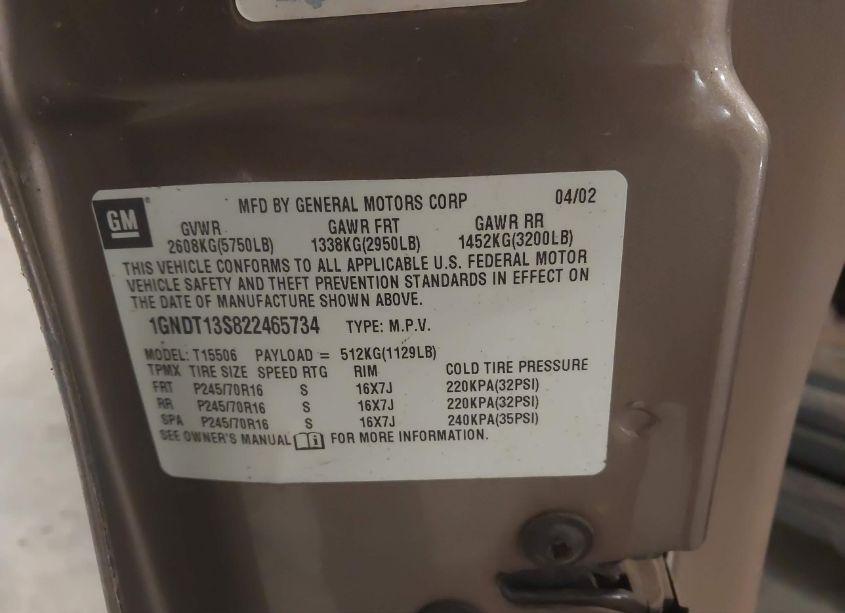 GM
MFD BY GENERAL MOTORS CORP 04/02
GVWR GAWR FRT GAWR RR
2608KG(5750LB) 1338KG(2950LB) 1452KG(3200LB)
THIS VEHICLE CONFORMS TO ALL APPLICABLE U.S. FEDERAL MOTOR
VEHICLE SAFETY AND THEFT PREVENTION STANDARDS IN EFFECT ON
THE DATE OF MANUFACTURE SHOWN ABOVE.
1GNDT13S822465734 TYPE: M.P.V.
MODEL: T15506 PAYLOAD = 512KG(1129LB)
TPMX TIRE SIZE SPEED RTG RIM COLD TIRE PRESSURE
FRT P245/70R16 S 16X7J 220KPA(32PSI)
RR P245/70R16 S 16X7J 220KPA(32PSI)
SPA P245/70R16 S 16X7J 240KPA(35PSI)
SEE OWNER'S MANUAL FOR MORE INFORMATION.